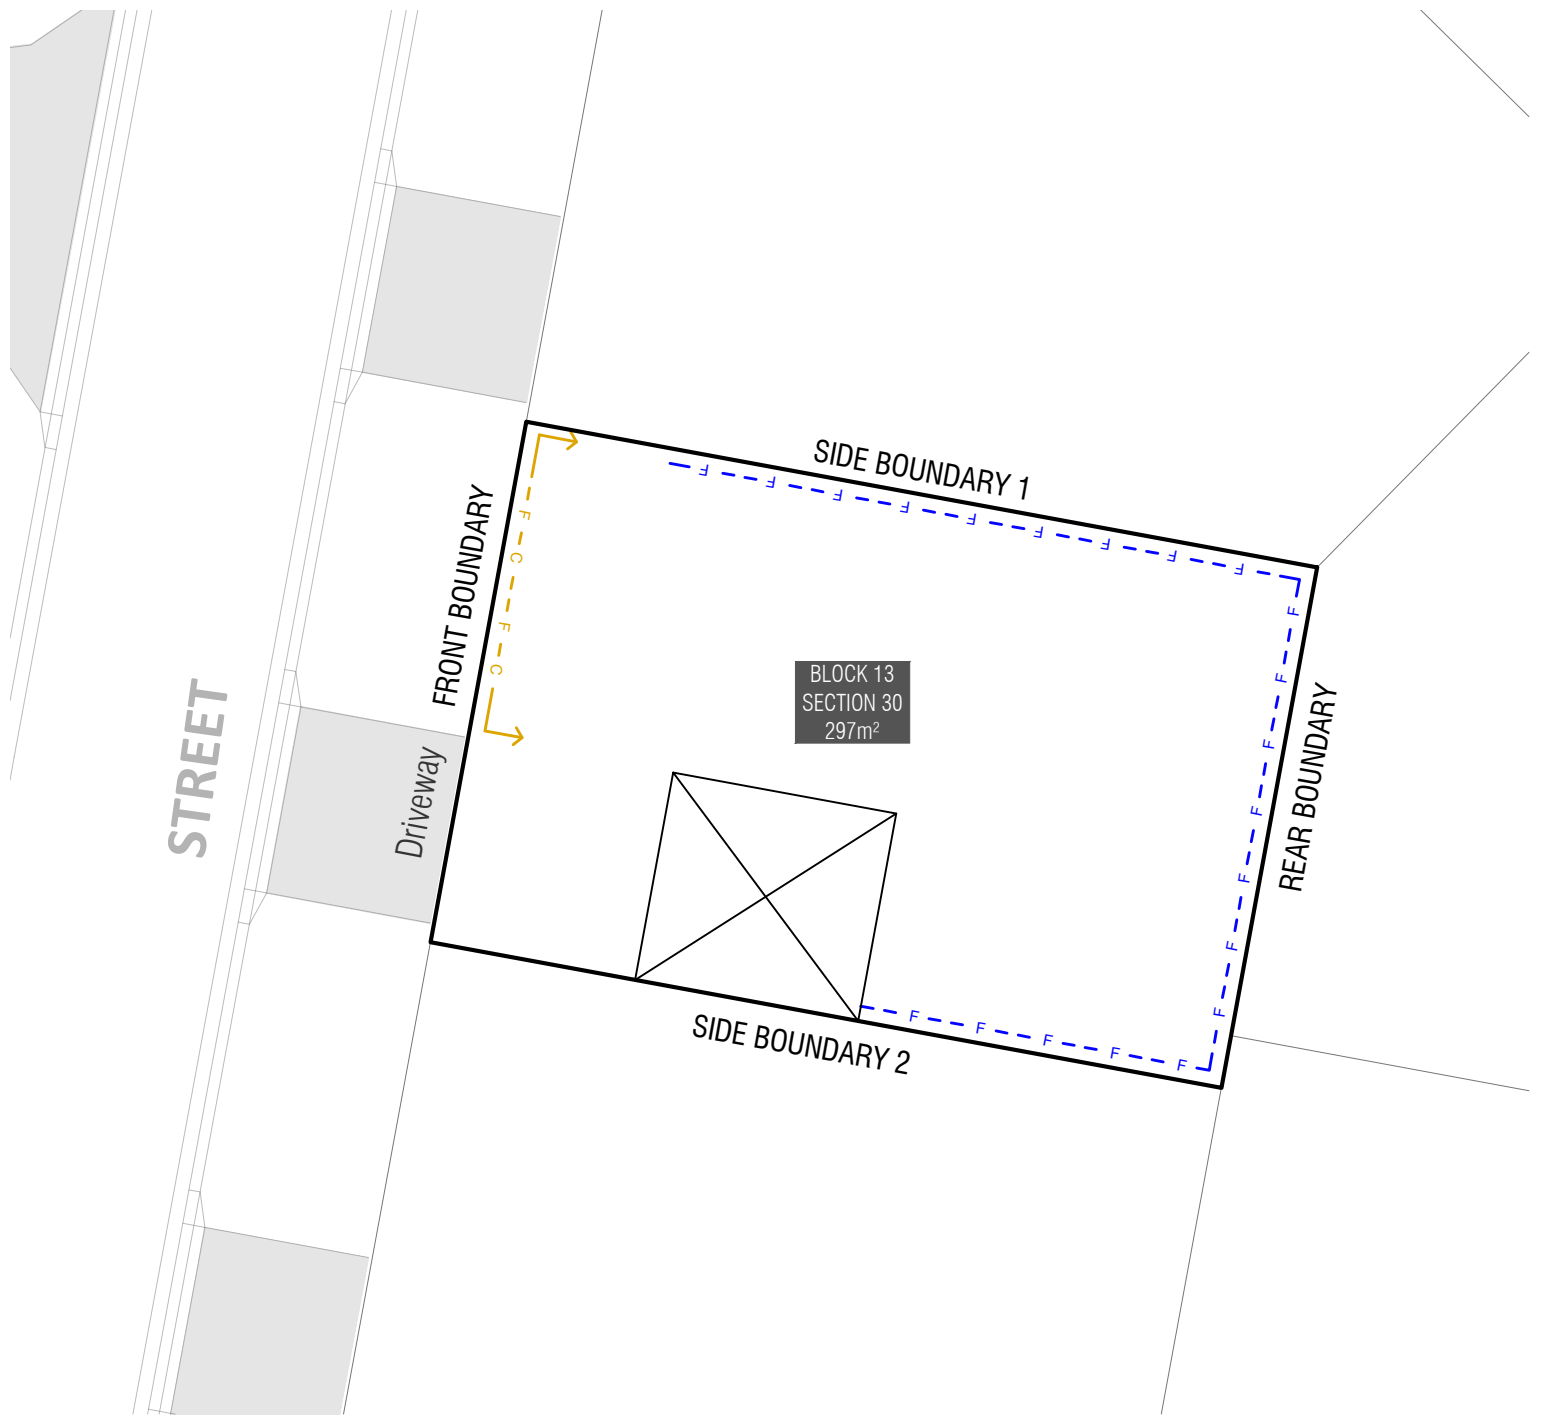 SIDE BOUNDARY 1
F F F F F F F F F
FRONT BOUNDARY
F C F C
BLOCK 13
SECTION 30
297m²
F F F F F F F
REAR BOUNDARY
STREET
Driveway
F F F F F
SIDE BOUNDARY 2